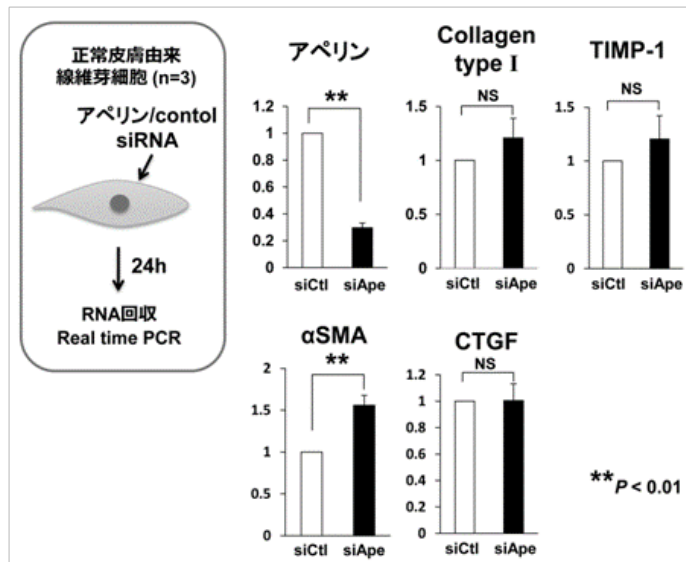 正常皮膚由来
線維芽細胞 (n=3)
アペリン/contol
siRNA
24h
RNA回収
Real time PCR
アペリン
**
1.2
1
0.8
0.6
0.4
0.2
0
siCtl siApe
Collagen
type I
NS
1.5
1
0.5
0
siCtl siApe
TIMP-1
NS
1.5
1
0.5
0
siCtl siApe
αSMA
**
2
1.5
1
0.5
0
siCtl siApe
CTGF
NS
1.2
1
0.8
0.6
0.4
0.2
0
siCtl siApe
**P < 0.01